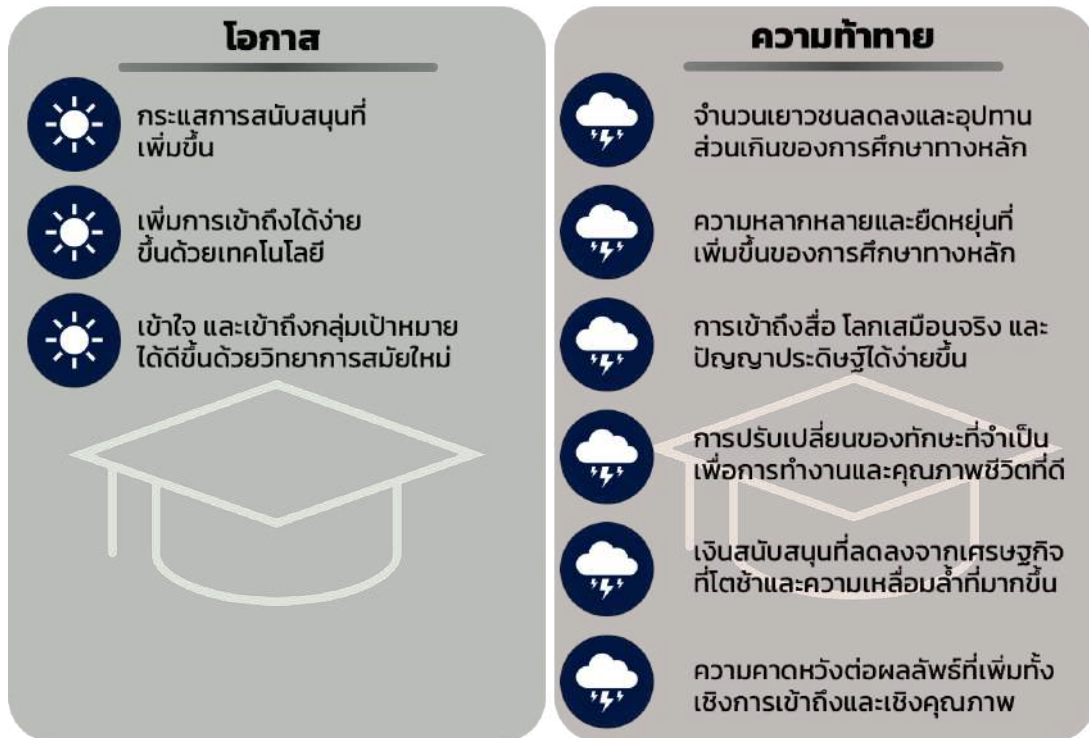 โอกาส
กระแสการสนับสนุนที่
เพิ่มขึ้น
เพิ่มการเข้าถึงได้ง่าย
ขึ้นด้วยเทคโนโลยี
เข้าใจ และเข้าถึงกลุ่มเป้าหมาย
ได้ดีขึ้นด้วยวิทยาการสมัยใหม่
ความท้าทาย
จำนวนเยาวชนลดลงและอุปทาน
ส่วนเกินของการศึกษาทางหลัก
ความหลากหลายและยืดหยุ่นที่
เพิ่มขึ้นของการศึกษาทางหลัก
การเข้าถึงสื่อ โลกเสมือนจริง และ
ปัญญาประดิษฐ์ได้ง่ายขึ้น
การปรับเปลี่ยนของทักษะที่จำเป็น
เพื่อการทำงานและคุณภาพชีวิตที่ดี
เงินสนับสนุนที่ลดลงจากเศรษฐกิจ
ที่โตช้าและความเหลื่อมล้ำที่มากขึ้น
ความคาดหวังต่อผลลัพธ์ที่เพิ่มทั้ง
เชิงการเข้าถึงและเชิงคุณภาพ